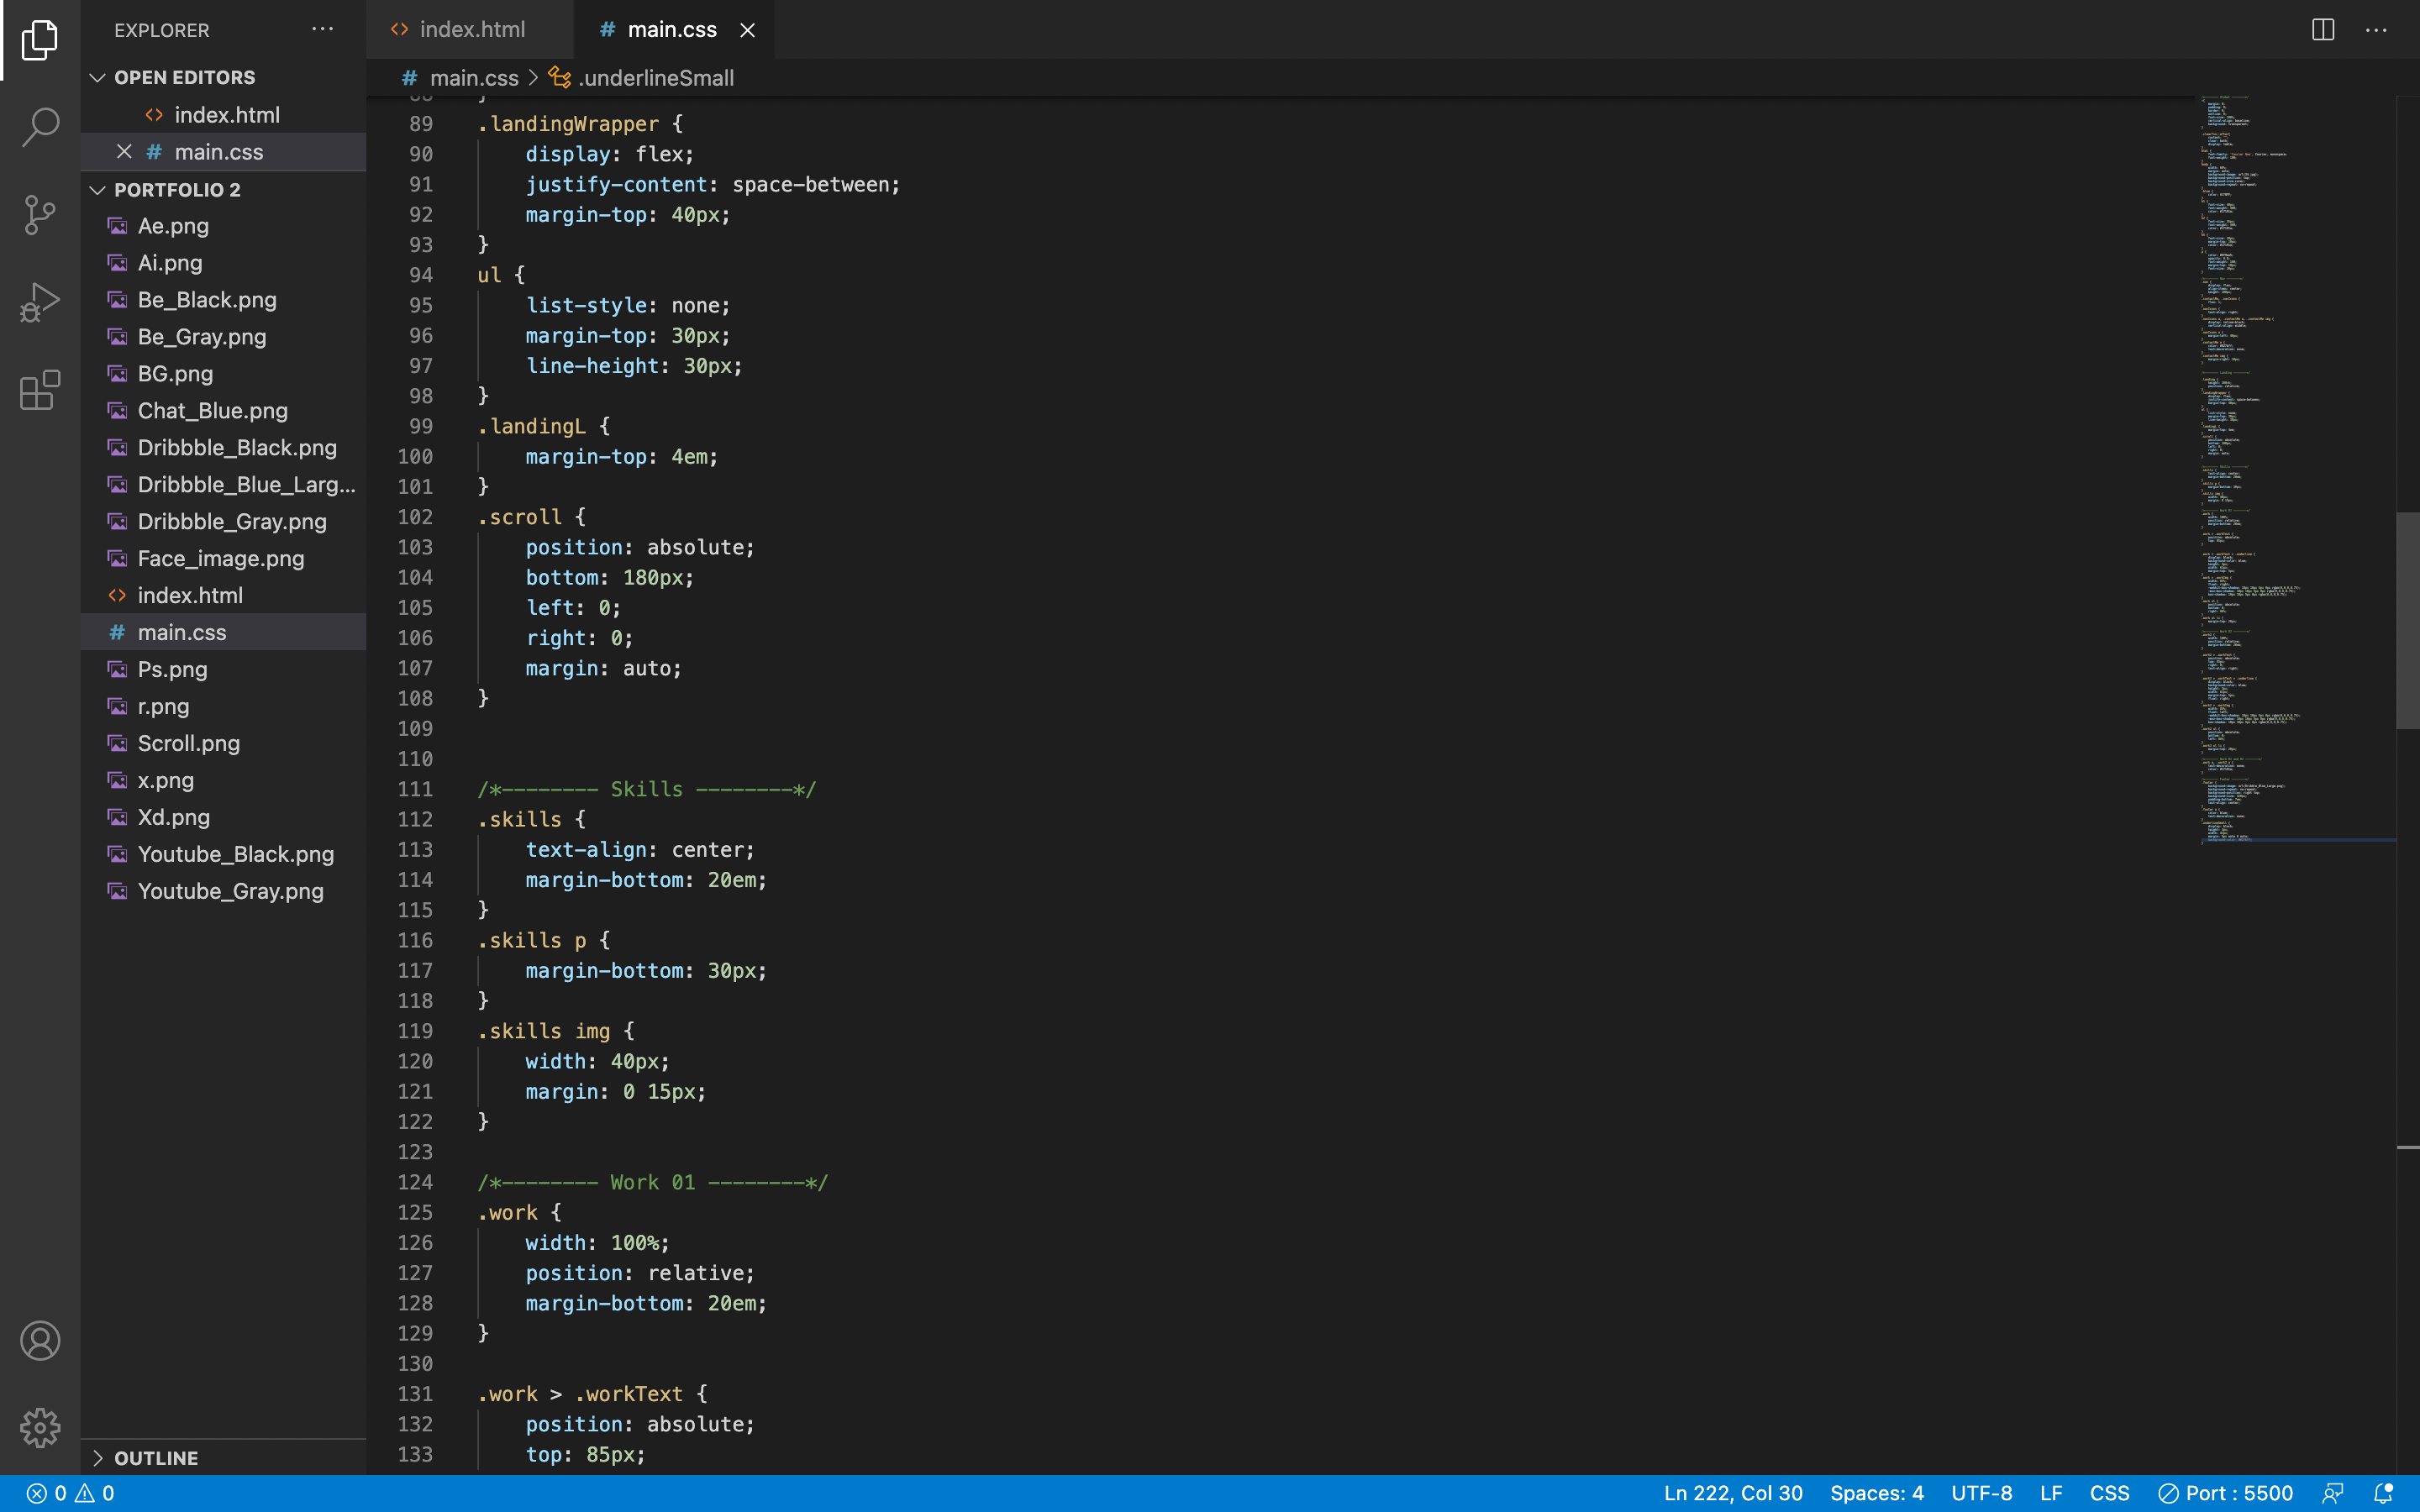 EXPLORER
OPEN EDITORS
index.html
main.css
PORTFOLIO 2
Ae.png
Ai.png
Be_Black.png
Be_Gray.png
BG.png
Chat_Blue.png
Dribbble_Black.png
Dribbble_Blue_Larg...
Dribbble_Gray.png
Face_image.png
index.html
main.css
Ps.png
r.png
Scroll.png
x.png
Xd.png
Youtube_Black.png
Youtube_Gray.png
OUTLINE
index.html
# main.css
# main.css > .underlineSmall
89 .landingWrapper {
90 display: flex;
91 justify-content: space-between;
92 margin-top: 40px;
93 }
94 ul {
95 list-style: none;
96 margin-top: 30px;
97 line-height: 30px;
98 }
99 .landingL {
100 margin-top: 4em;
101 }
102 .scroll {
103 position: absolute;
104 bottom: 180px;
105 left: 0;
106 right: 0;
107 margin: auto;
108 }
109
110
111 /*-------- Skills --------*/
112 .skills {
113 text-align: center;
114 margin-bottom: 20em;
115 }
116 .skills p {
117 margin-bottom: 30px;
118 }
119 .skills img {
120 width: 40px;
121 margin: 0 15px;
122 }
123
124 /*-------- Work 01 --------*/
125 .work {
126 width: 100%;
127 position: relative;
128 margin-bottom: 20em;
129 }
130
131 .work > .workText {
132 position: absolute;
133 top: 85px;
0 0
Ln 222, Col 30 Spaces: 4 UTF-8 LF CSS Port : 5500